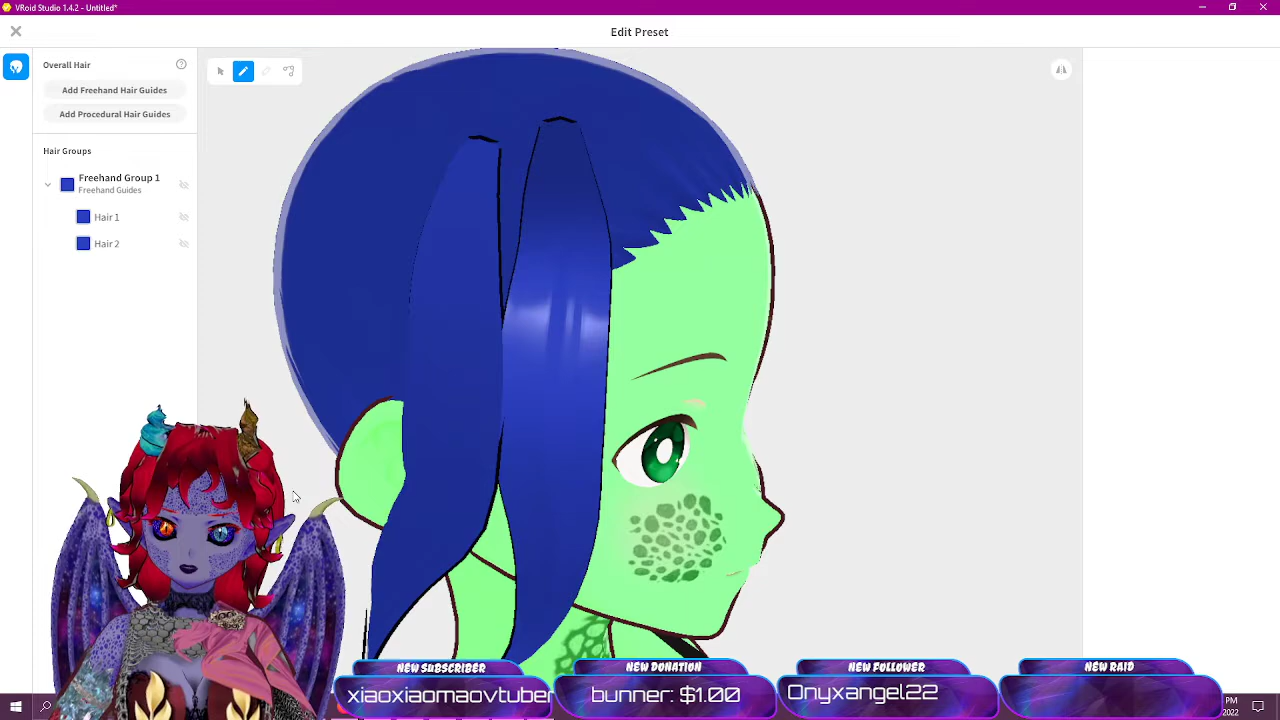 VRoid Studio 1.4.2 - Untitled*
Edit Preset
Overall Hair
Add Freehand Hair Guides
Add Procedural Hair Guides
Hair Groups
Freehand Group 1
Freehand Guides
Hair 1
Hair 2
NEW SUBSCRIBER
NEW DONATION
NEW FOLLOWER
NEW RAID
xiaoxiaomaovtuber
bunner: $1.00
Onyxangel22
PM
2022